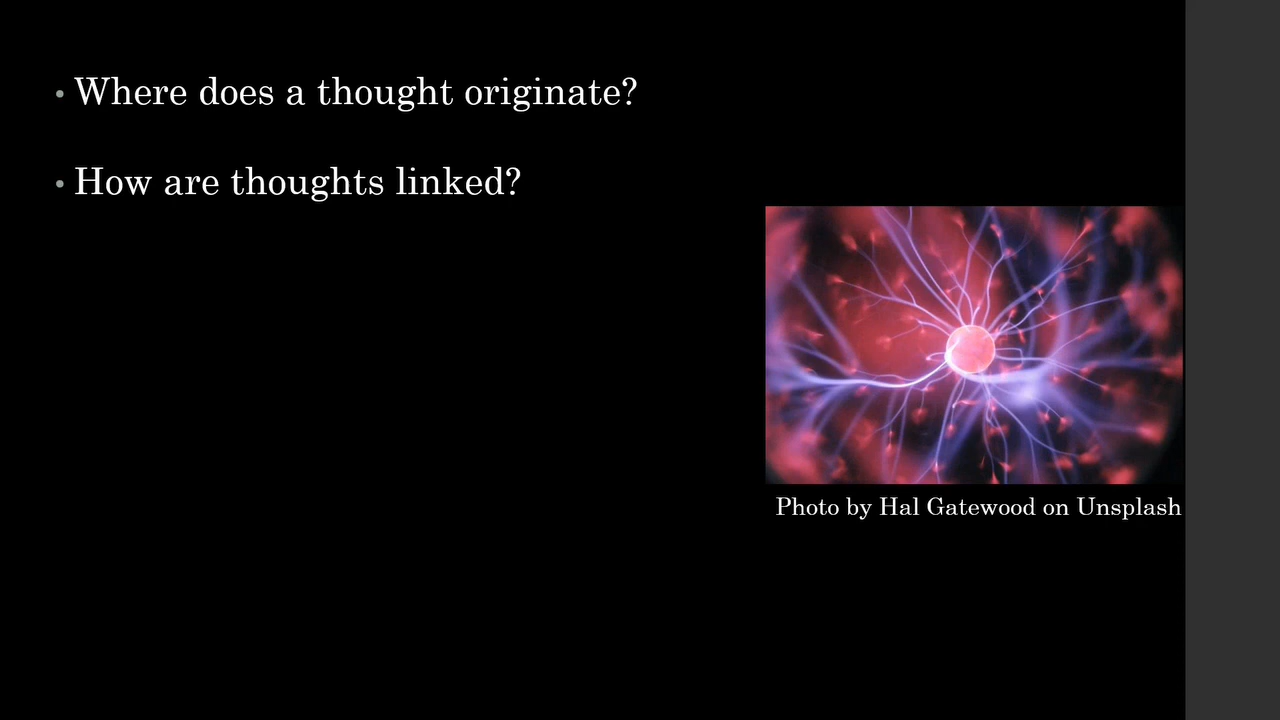 • Where does a thought originate?
• How are thoughts linked?
Photo by Hal Gatewood on Unsplash